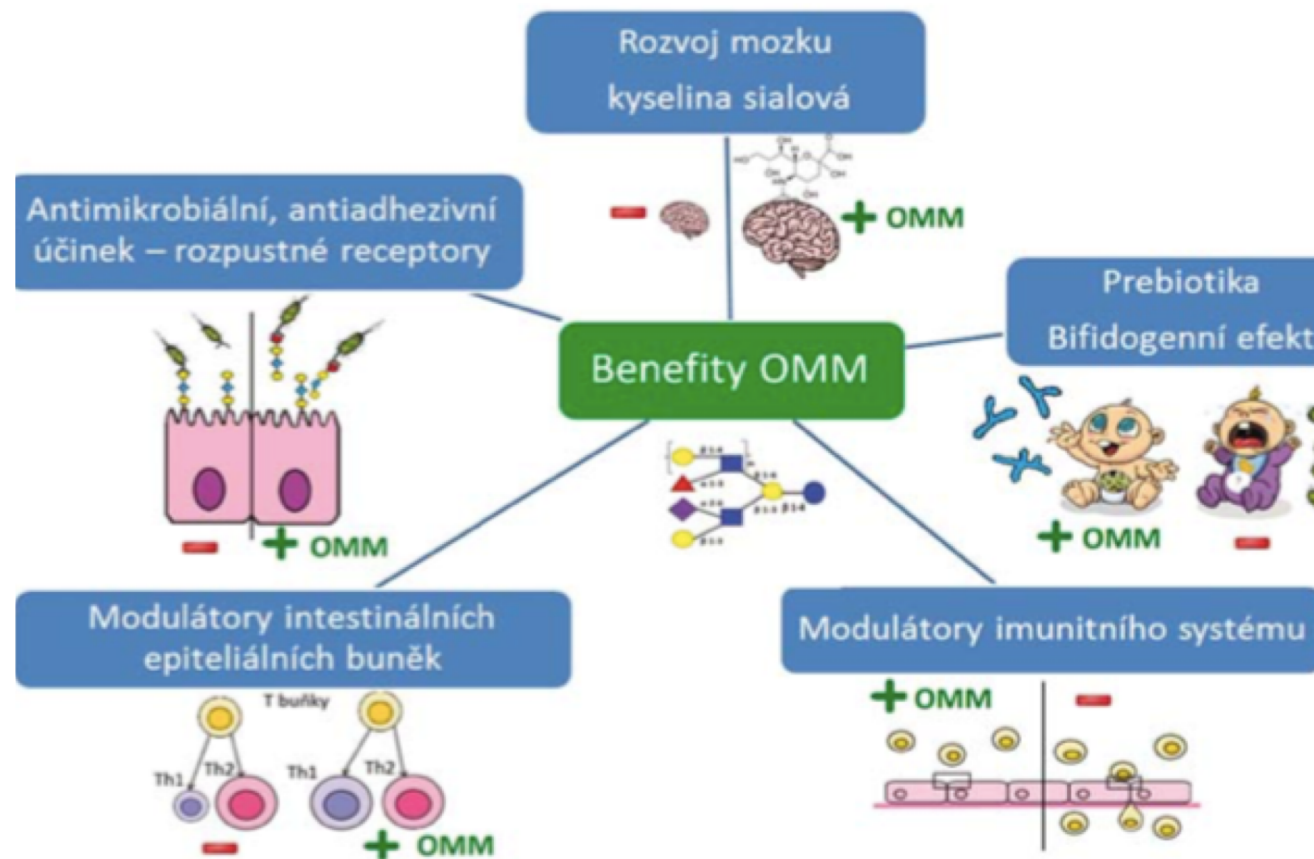 Rozvoj mozku
kyselina sialová
OMM
Antimikrobiální, antiadhezivní
účinek – rozpustné receptory
OMM
Benefity OMM
Prebiotika
Bifidogenní efekt
OMM
Modulátory intestinálních
epiteliálních buněk
T buňky
Th1
Th2
Th1
Th2
OMM
Modulátory imunitního systému
OMM